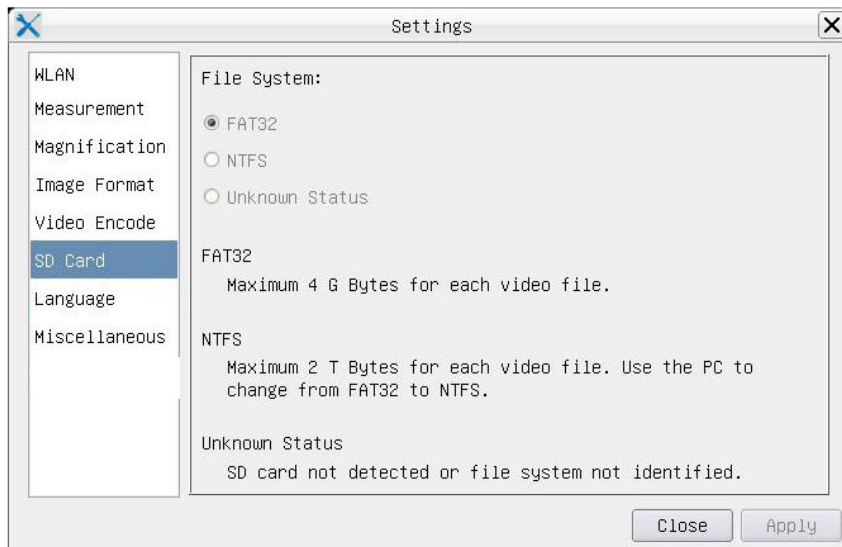 Settings
WLAN
Measurement
Magnification
Image Format
Video Encode
SD Card
Language
Miscellaneous
File System:
FAT32
NTFS
Unknown Status
FAT32
Maximum 4 G Bytes for each video file.
NTFS
Maximum 2 T Bytes for each video file. Use the PC to
change from FAT32 to NTFS.
Unknown Status
SD card not detected or file system not identified.
Close
Apply